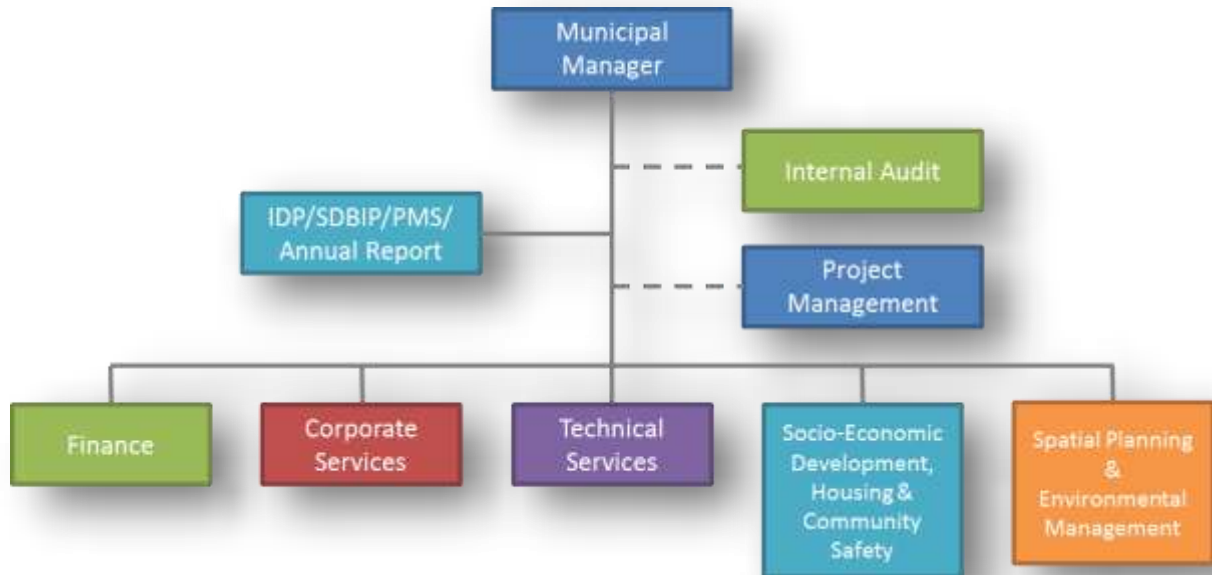 Municipal
Manager
Internal Audit
IDP/SDBIP/PMS/
Annual Report
Project
Management
Finance
Corporate
Services
Technical
Services
Socio-Economic
Development,
Housing &
Community
Safety
Spatial Planning
&
Environmental
Management